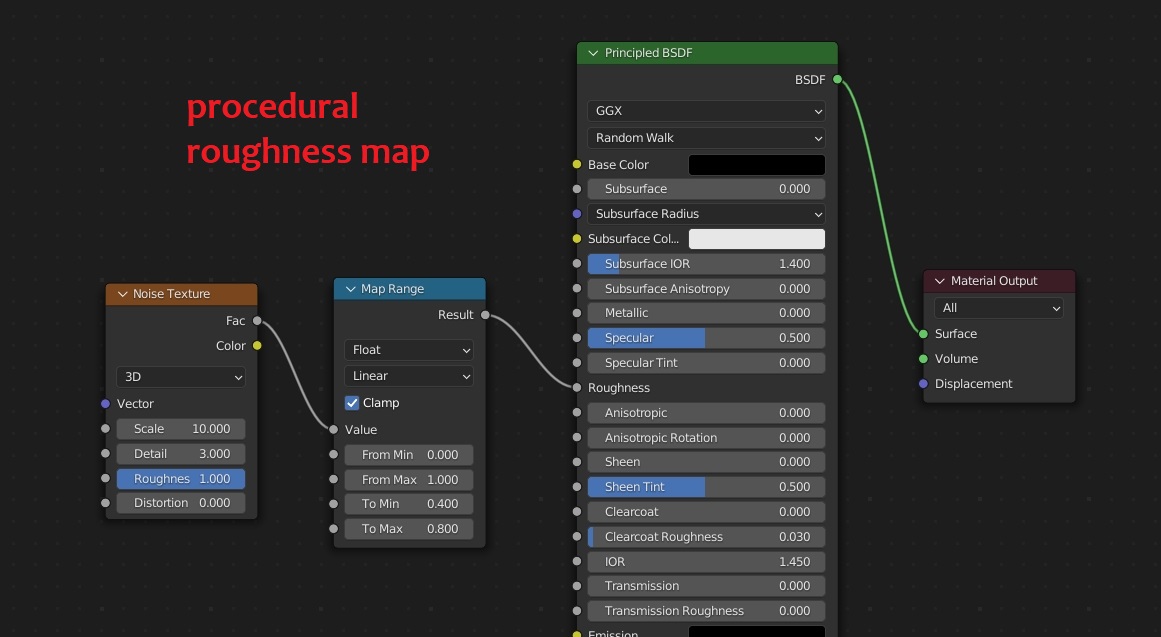 procedural
roughness map
Noise Texture
Fac
Color
3D
Vector
Scale 10.000
Detail 3.000
Roughnes 1.000
Distortion 0.000
Map Range
Result
Float
Linear
Clamp
Value
From Min 0.000
From Max 1.000
To Min 0.400
To Max 0.800
Principled BSDF
BSDF
GGX
Random Walk
Base Color
Subsurface 0.000
Subsurface Radius
Subsurface Col...
Subsurface IOR 1.400
Subsurface Anisotropy 0.000
Metallic 0.000
Specular 0.500
Specular Tint 0.000
Roughness
Anisotropic 0.000
Anisotropic Rotation 0.000
Sheen 0.000
Sheen Tint 0.500
Clearcoat 0.000
Clearcoat Roughness 0.030
IOR 1.450
Transmission 0.000
Transmission Roughness 0.000
Emission
Material Output
All
Surface
Volume
Displacement